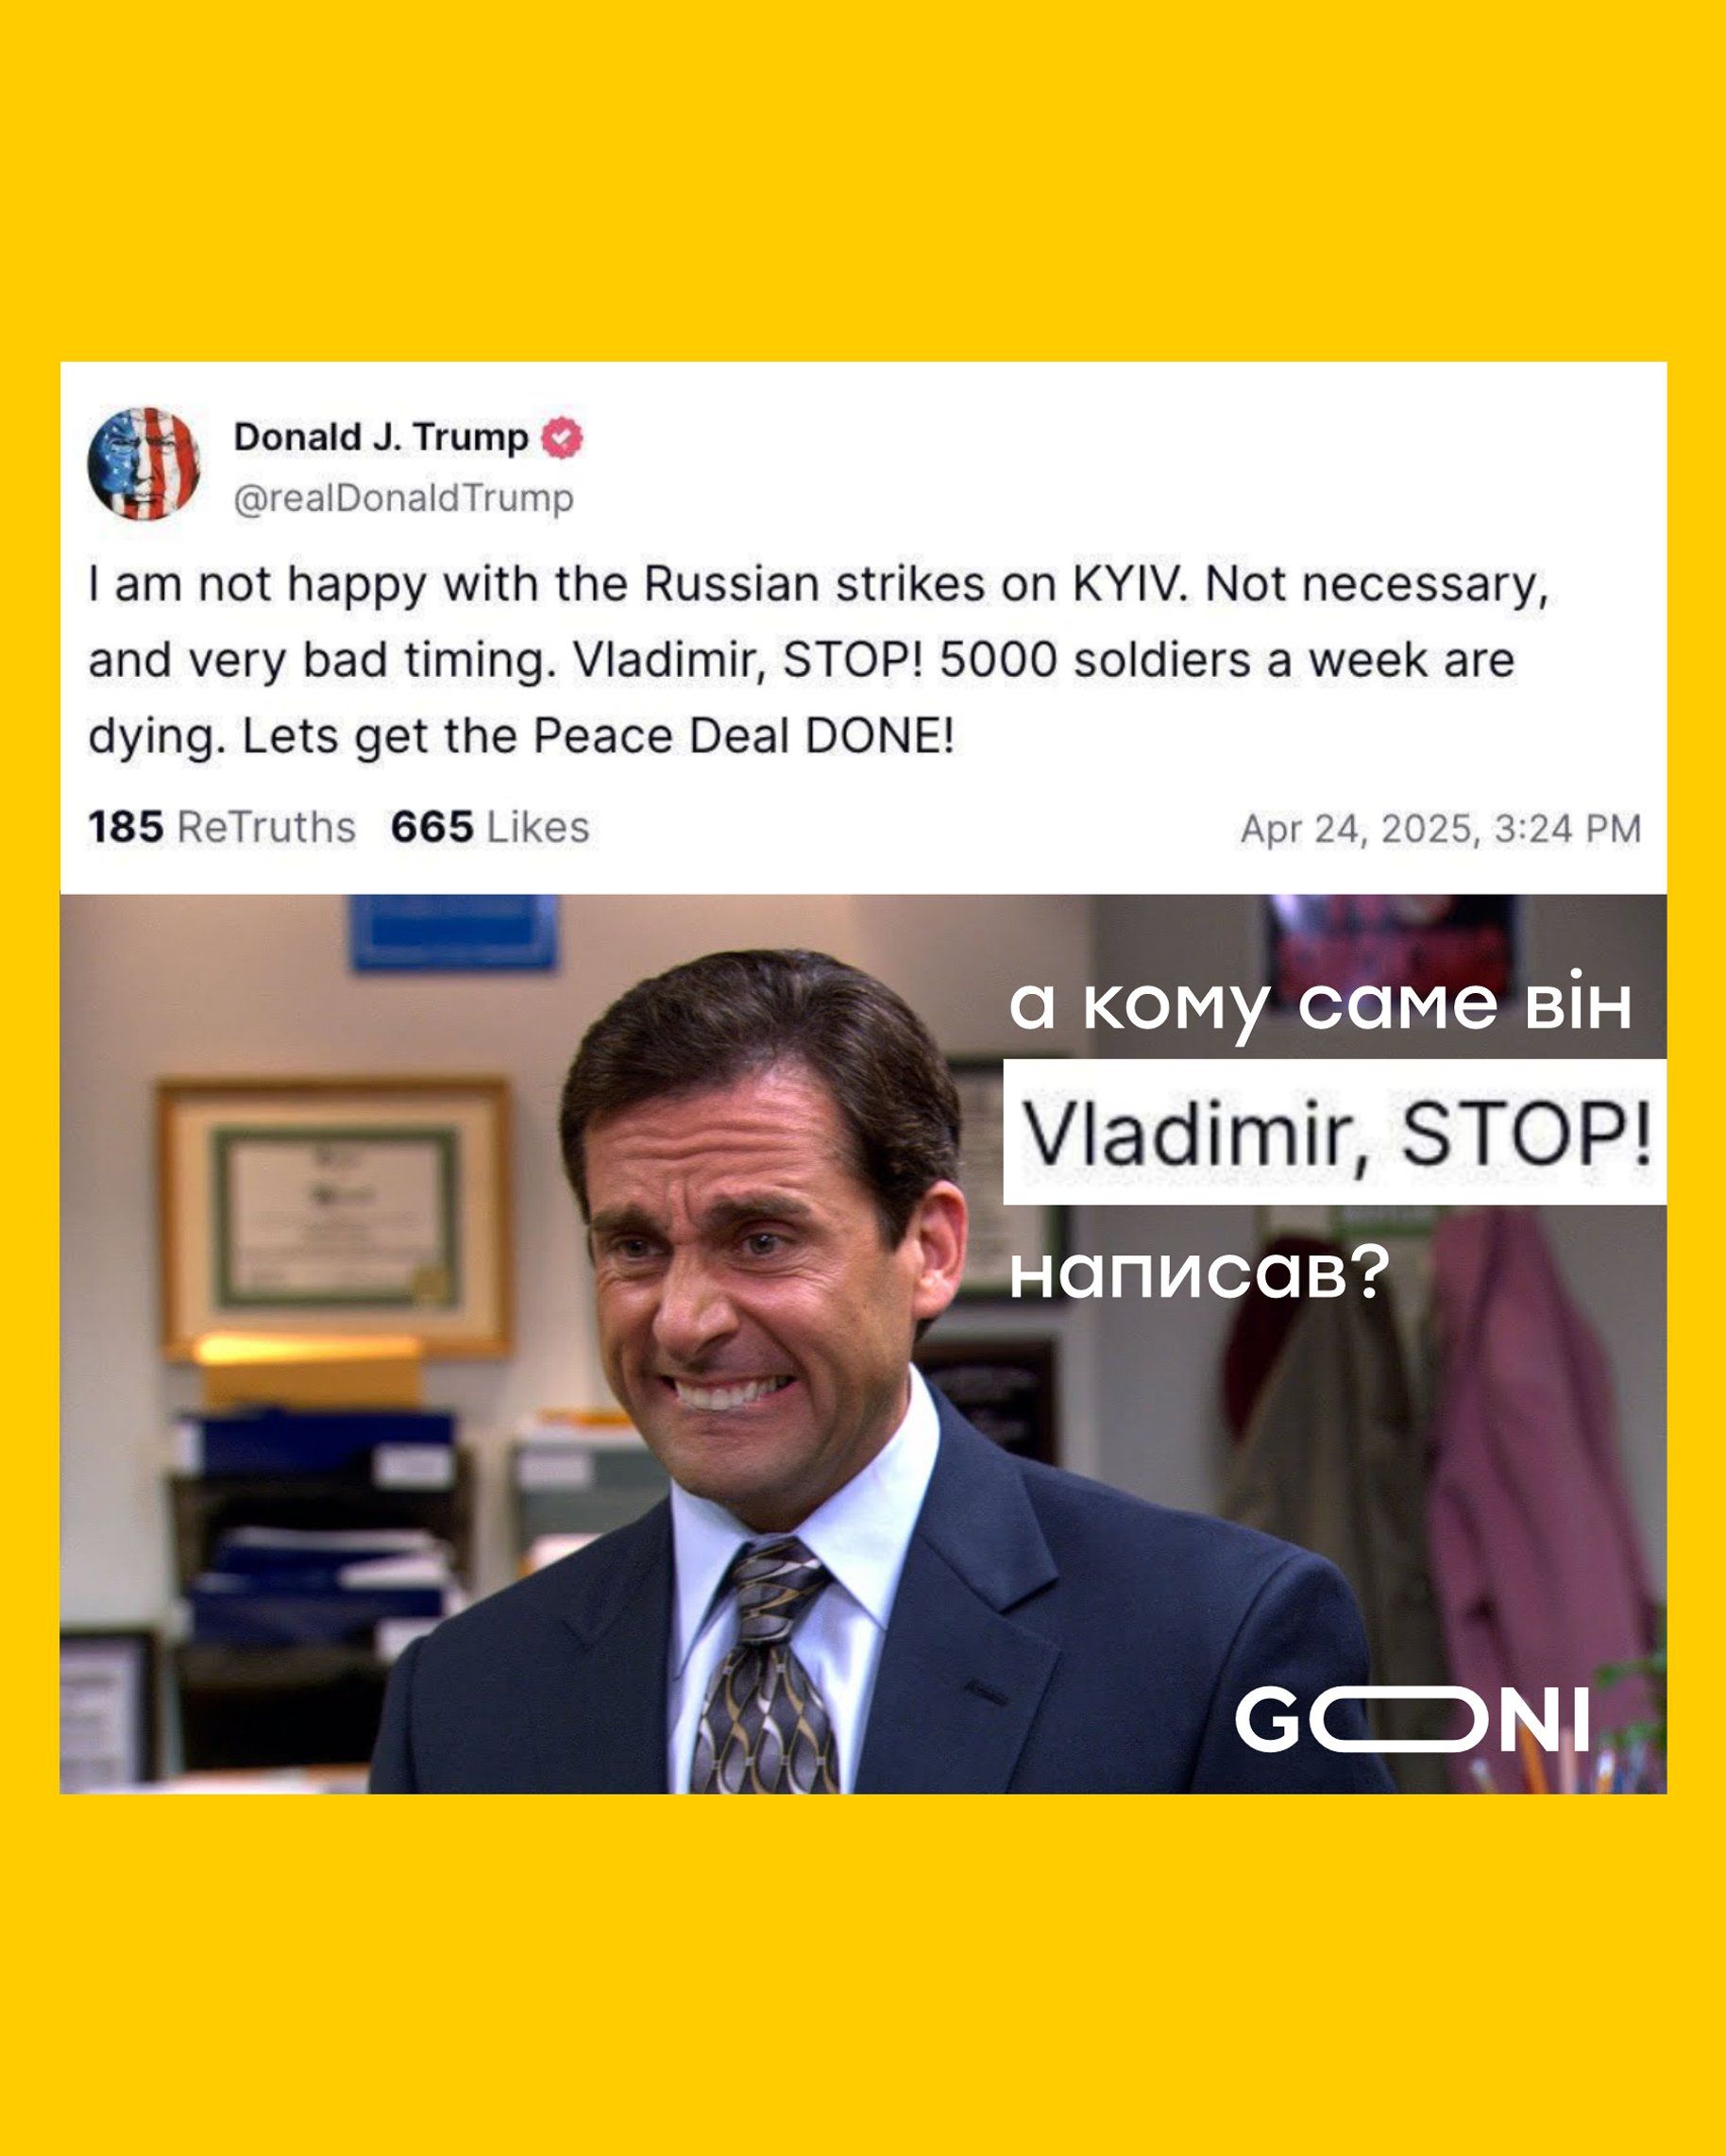 Donald J. Trump
@realDonaldTrump
I am not happy with the Russian strikes on KYIV. Not necessary,
and very bad timing. Vladimir, STOP! 5000 soldiers a week are
dying. Lets get the Peace Deal DONE!
185 ReTruths 665 Likes
Apr 24, 2025, 3:24 PM
а кому саме він
Vladimir, STOP!
написав?
GOONI